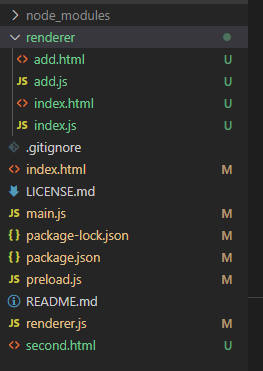 node_modules
renderer
<> add.html U
JS add.js U
<> index.html U
JS index.js U
.gitignore
<> index.html M
LICENSE.md
JS main.js M
{} package-lock.json M
{} package.json M
JS preload.js M
README.md
JS renderer.js M
<> second.html U